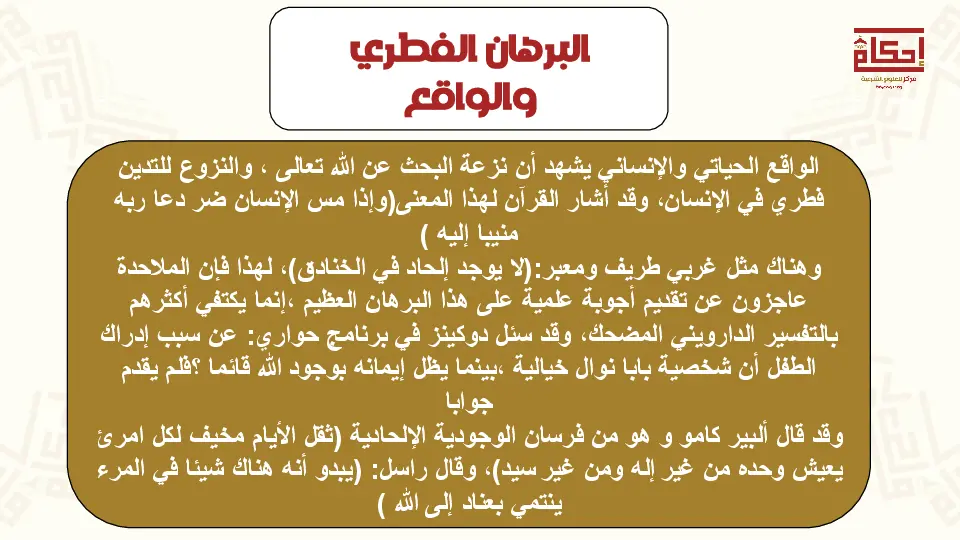 البرهان الفطري
والواقع
إحكام
مركز للعلوم الشرعية
الواقع الحياتي والإنساني يشهد أن نزعة البحث عن الله تعالى ، والنزوع للتدين
فطري في الإنسان، وقد أشار القرآن لهذا المعنى(وإذا مس الإنسان ضر دعا ربه
منيبا إليه )
وهناك مثل غربي طريف ومعبر:(لا يوجد إلحاد في الخنادق)، لهذا فإن الملاحدة
عاجزون عن تقديم أجوبة علمية على هذا البرهان العظيم ،إنما يكتفي أكثرهم
بالتفسير الدارويني المضحك، وقد سئل دوكينز في برنامج حواري: عن سبب إدراك
الطفل أن شخصية بابا نوال خيالية ،بينما يظل إيمانه بوجود الله قائما ؟فلم يقدم
جوابا
وقد قال ألبير كامو و هو من فرسان الوجودية الإلحادية (ثقل الأيام مخيف لكل امرئ
يعيش وحده من غير إله ومن غير سيد)، وقال راسل: (يبدو أنه هناك شيئا في المرء
ينتمي بعناد إلى الله )